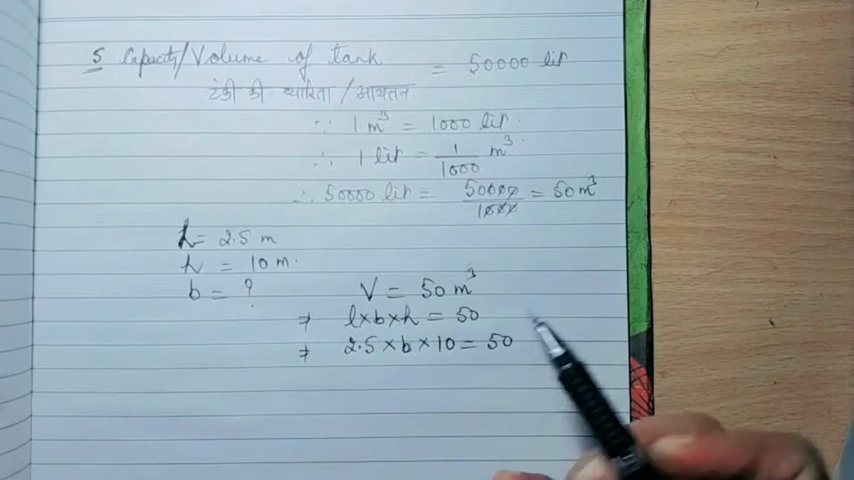 5 Capacity/Volume of tank = 50000 lit
टंकी की धारिता/आयतन
∵ 1 m³ = 1000 lit.
∴ 1 lit = 1/1000 m³.
∴ 50000 lit = 50000/1000 = 50 m³
l = 2.5 m
h = 10 m.
b = ?
V = 50 m³
⇒ l×b×h = 50
⇒ 2.5 × b × 10 = 50